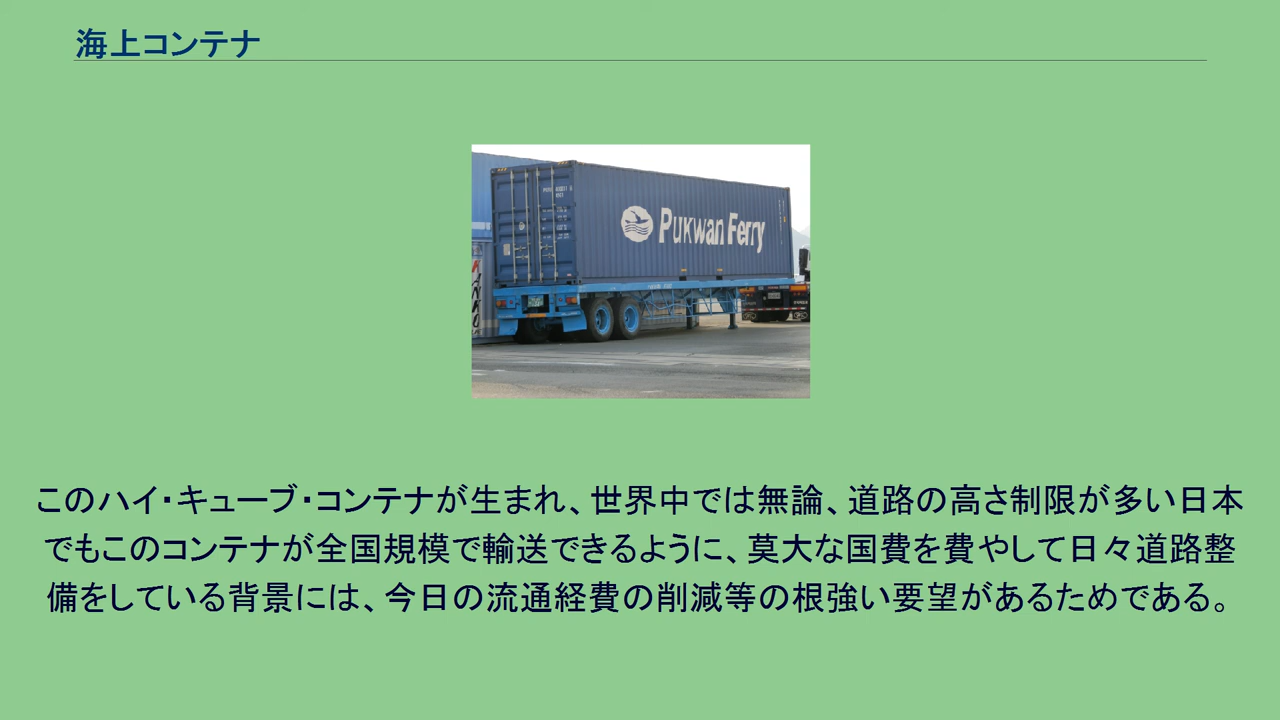 海上コンテナ
Pukwan Ferry
このハイ・キューブ・コンテナが生まれ、世界中では無論、道路の高さ制限が多い日本
でもこのコンテナが全国規模で輸送できるように、莫大な国費を費やして日々道路整
備をしている背景には、今日の流通経費の削減等の根強い要望があるためである。